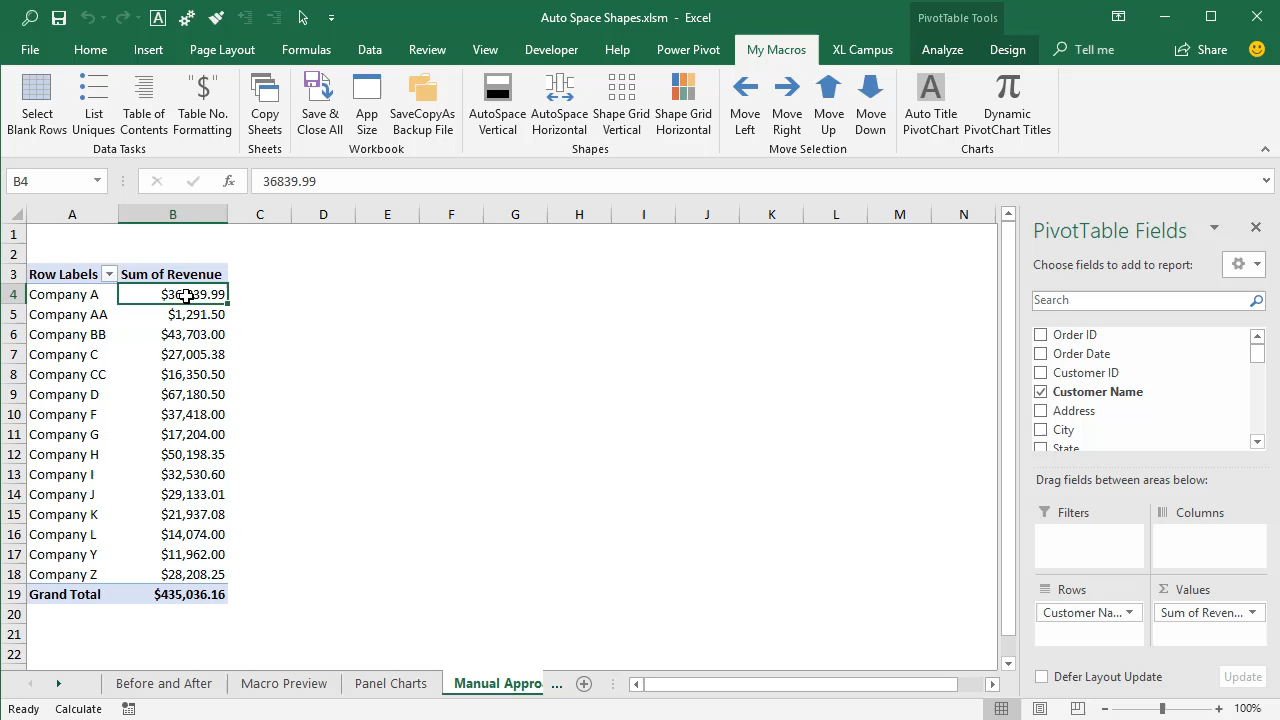 Auto Space Shapes.xlsm - Excel
PivotTable Tools
File Home Insert Page Layout Formulas Data Review View Developer Help Power Pivot My Macros XL Campus Analyze Design Tell me Share
Select Blank Rows
List Uniques
Table of Contents
Table No. Formatting
Data Tasks
Copy Sheets
Sheets
Save & Close All
App Size
SaveCopyAs Backup File
Workbook
AutoSpace Vertical
AutoSpace Horizontal
Shape Grid Vertical
Shape Grid Horizontal
Shapes
Move Left
Move Right
Move Up
Move Down
Move Selection
Auto Title PivotChart
Dynamic PivotChart Titles
Charts
B4 fx 36839.99
A B C D E F G H I J K L M N
1
2
3 Row Labels Sum of Revenue
4 Company A
5 Company AA $1,291.50
6 Company BB $43,703.00
7 Company C $27,005.38
8 Company CC $16,350.50
9 Company D $67,180.50
10 Company F $37,418.00
11 Company G $17,204.00
12 Company H $50,198.35
13 Company I $32,530.60
14 Company J $29,133.01
15 Company K $21,937.08
16 Company L $14,074.00
17 Company Y $11,962.00
18 Company Z $28,208.25
19 Grand Total $435,036.16
20
21
22
PivotTable Fields
Choose fields to add to report:
Search
Order ID
Order Date
Customer ID
Customer Name
Address
City
State
Drag fields between areas below:
Filters
Columns
Rows
Σ Values
Customer Na...
Sum of Reven...
Defer Layout Update
Update
Before and After Macro Preview Panel Charts Manual Appro ...
Ready Calculate 100%